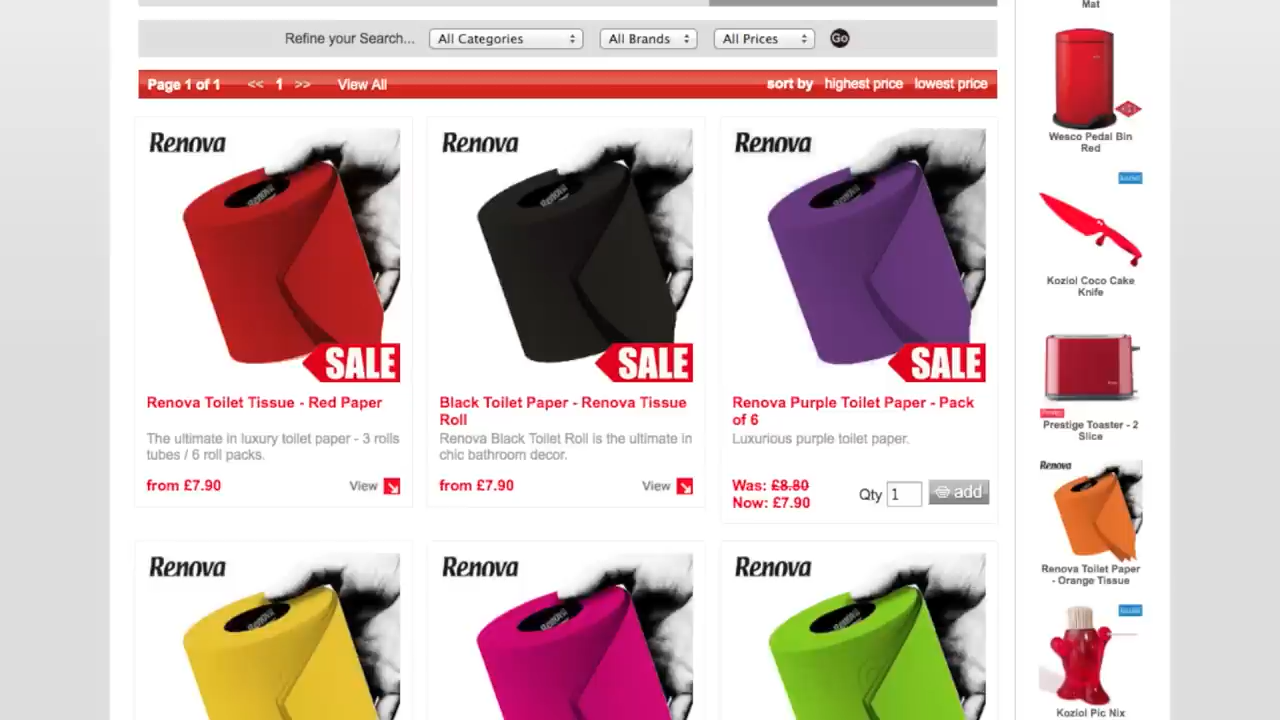 Mat
Refine your Search... All Categories All Brands All Prices Go
Page 1 of 1 << 1 >> View All sort by highest price lowest price
Renova
Renova
SALE
Renova Toilet Tissue - Red Paper
The ultimate in luxury toilet paper - 3 rolls
tubes / 6 roll packs.
from £7.90 View
Renova
Renova
SALE
Black Toilet Paper - Renova Tissue
Roll
Renova Black Toilet Roll is the ultimate in
chic bathroom decor.
from £7.90 View
Renova
Renova
SALE
Renova Purple Toilet Paper - Pack
of 6
Luxurious purple toilet paper.
Was: £8.80
Now: £7.90
Qty 1 add
Renova
Renova
Renova
Renova
Renova
Renova
Wesco Pedal Bin
Red
Koziol Coco Cake
Knife
Prestige Toaster - 2
Slice
Renova
Renova Toilet Paper
- Orange Tissue
Koziol Pic Nix